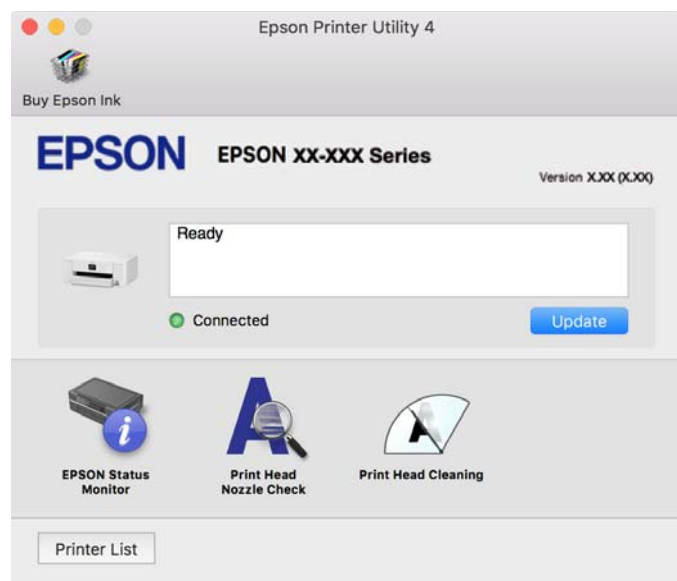 Epson Printer Utility 4
Buy Epson Ink
EPSON
EPSON XX-XXX Series
Version X.XX (X.XX)
Ready
Connected
Update
EPSON Status
Monitor
Print Head
Nozzle Check
Print Head Cleaning
Printer List